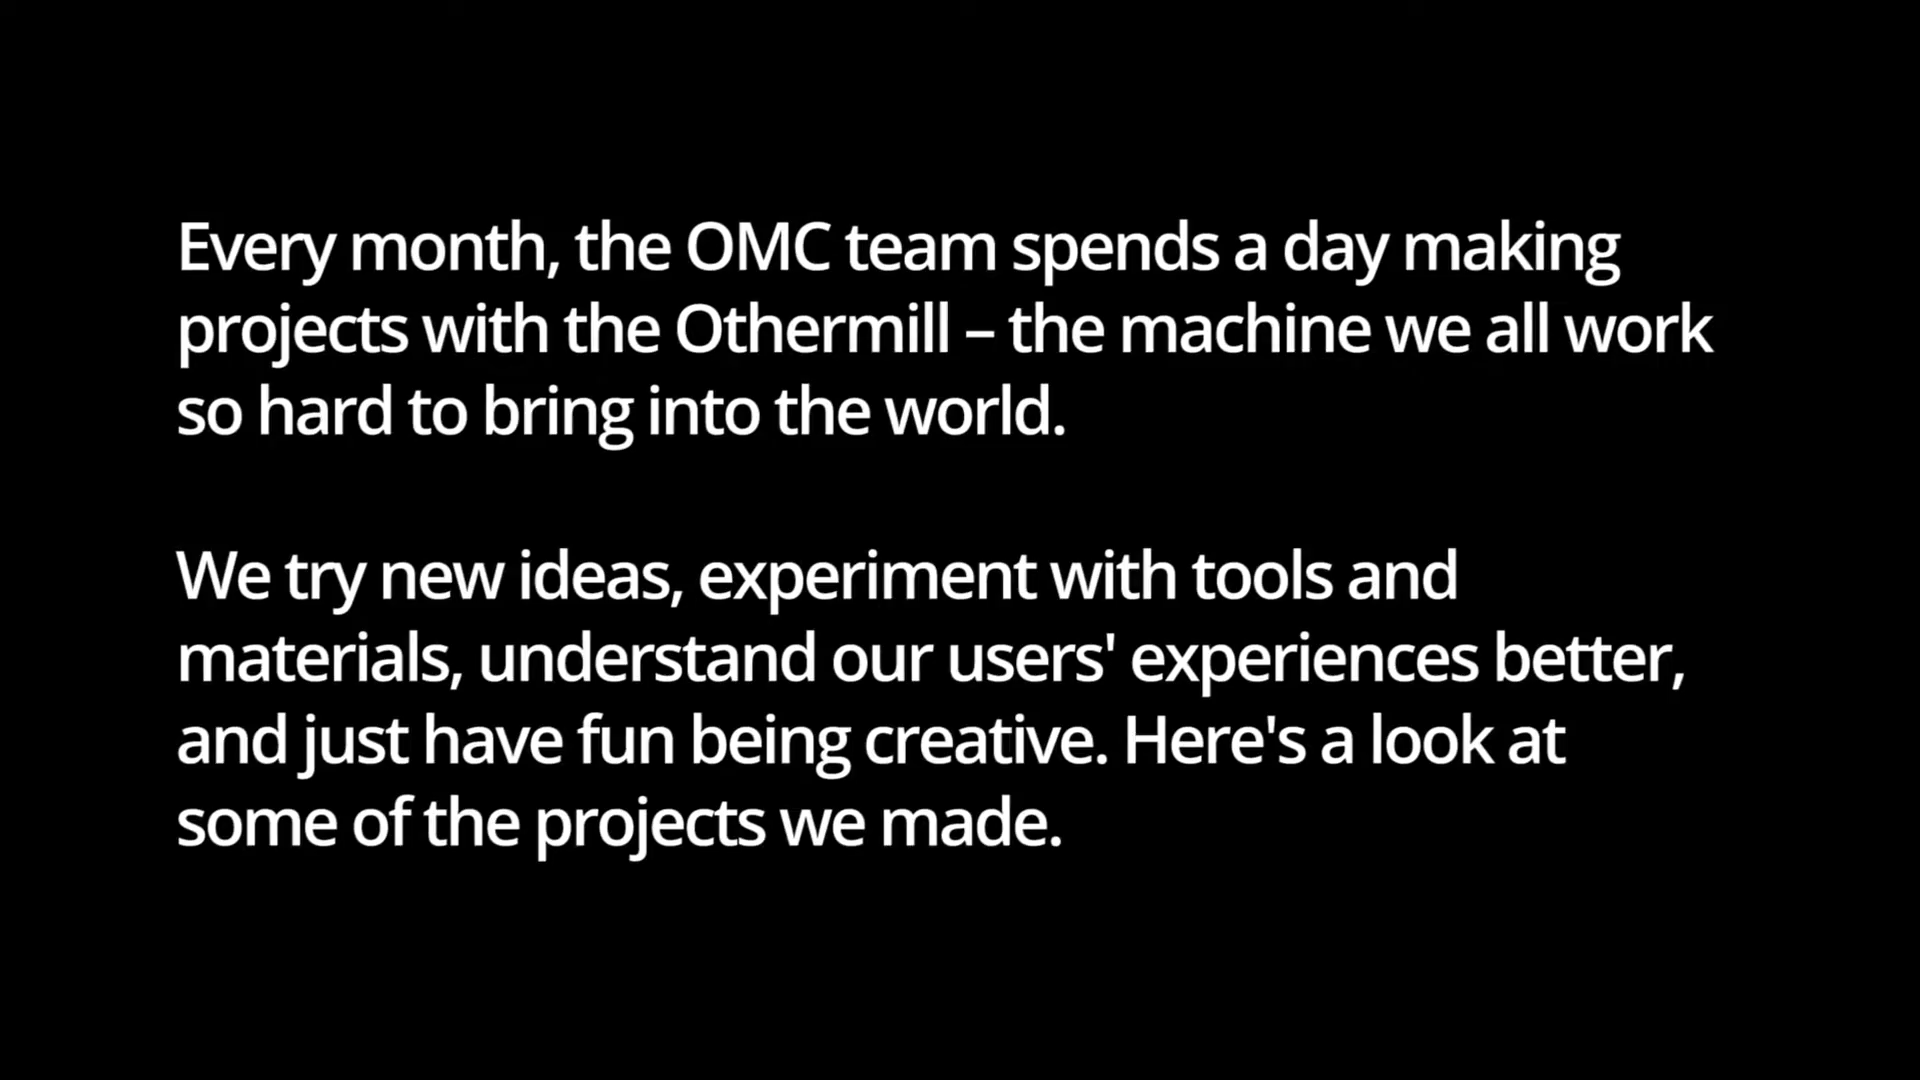 Every month, the OMC team spends a day making
projects with the Othermill – the machine we all work
so hard to bring into the world.
We try new ideas, experiment with tools and
materials, understand our users' experiences better,
and just have fun being creative. Here's a look at
some of the projects we made.